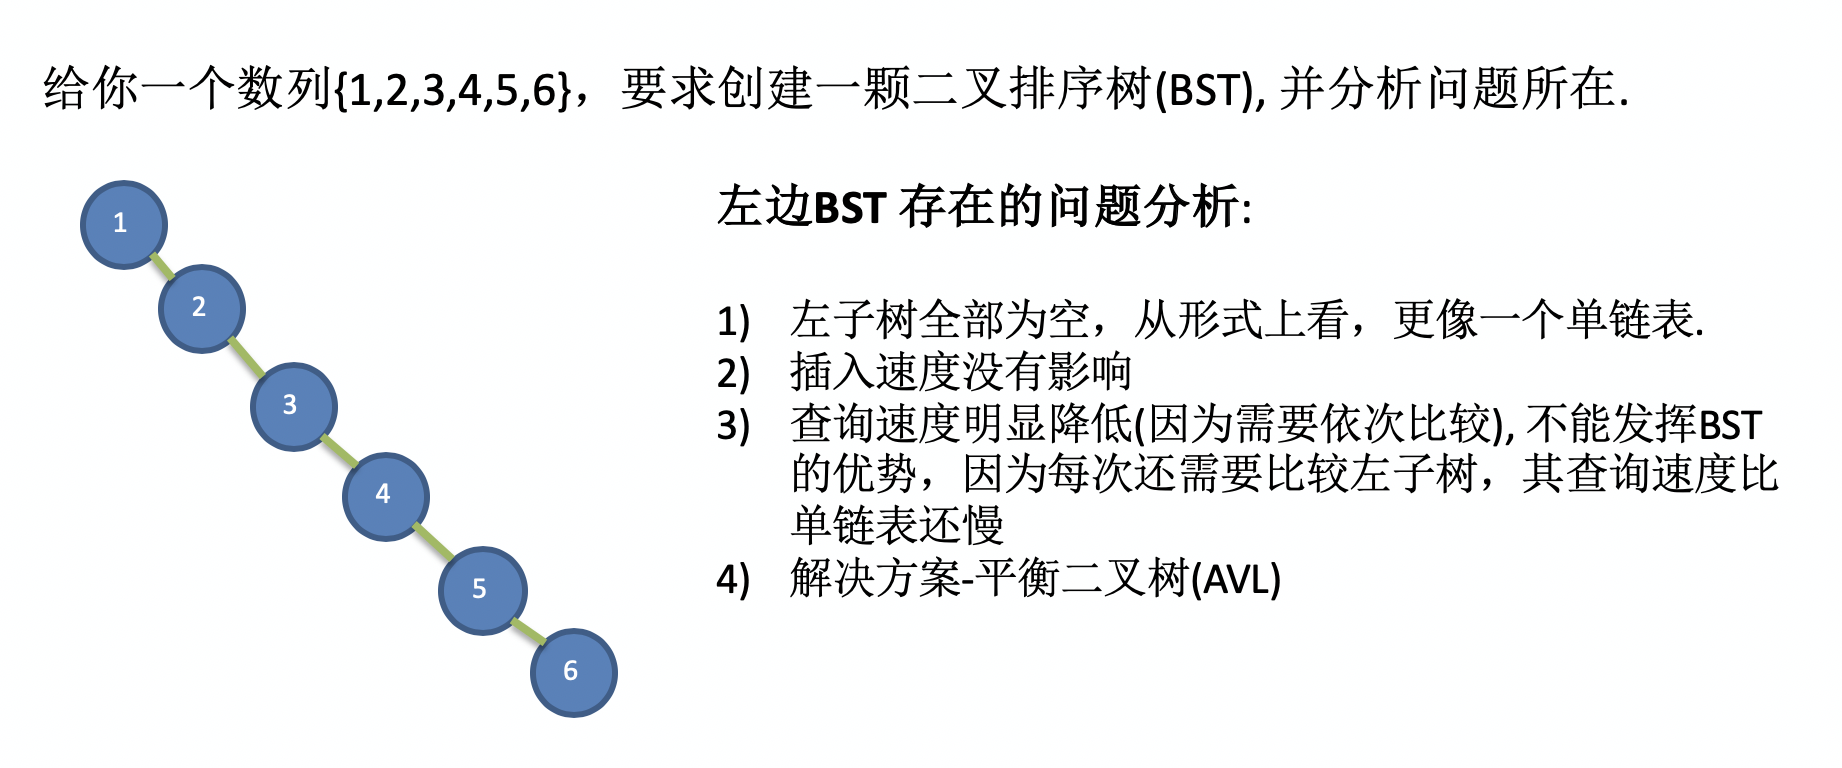 给你一个数列{1,2,3,4,5,6}，要求创建一颗二叉排序树(BST), 并分析问题所在.
1
2
3
4
5
6
左边BST 存在的问题分析:
1) 左子树全部为空，从形式上看，更像一个单链表.
2) 插入速度没有影响
3) 查询速度明显降低(因为需要依次比较), 不能发挥BST
的优势，因为每次还需要比较左子树，其查询速度比
单链表还慢
4) 解决方案-平衡二叉树(AVL)